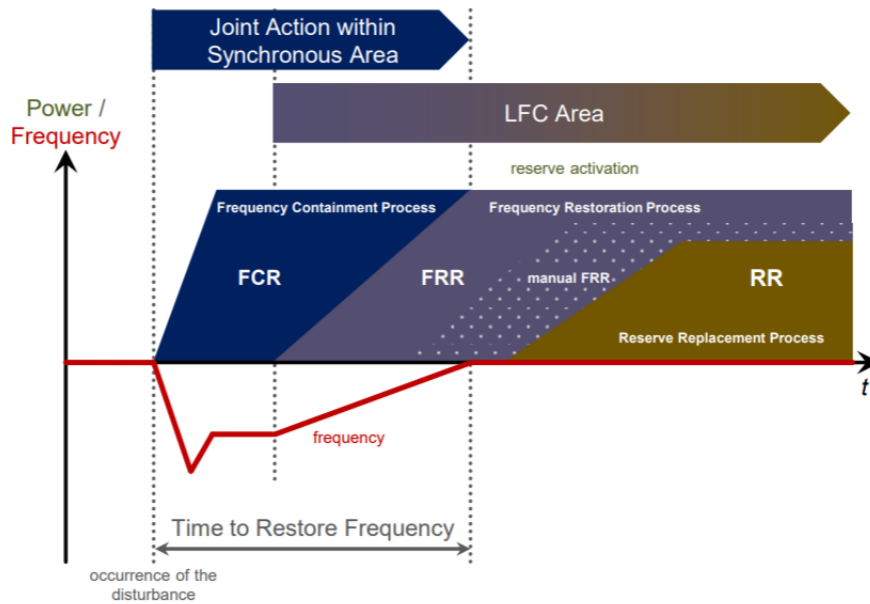 Joint Action within
Synchronous Area
LFC Area
Power /
Frequency
reserve activation
Frequency Containment Process
Frequency Restoration Process
FCR
FRR
manual FRR
RR
Reserve Replacement Process
t
frequency
Time to Restore Frequency
occurrence of the
disturbance